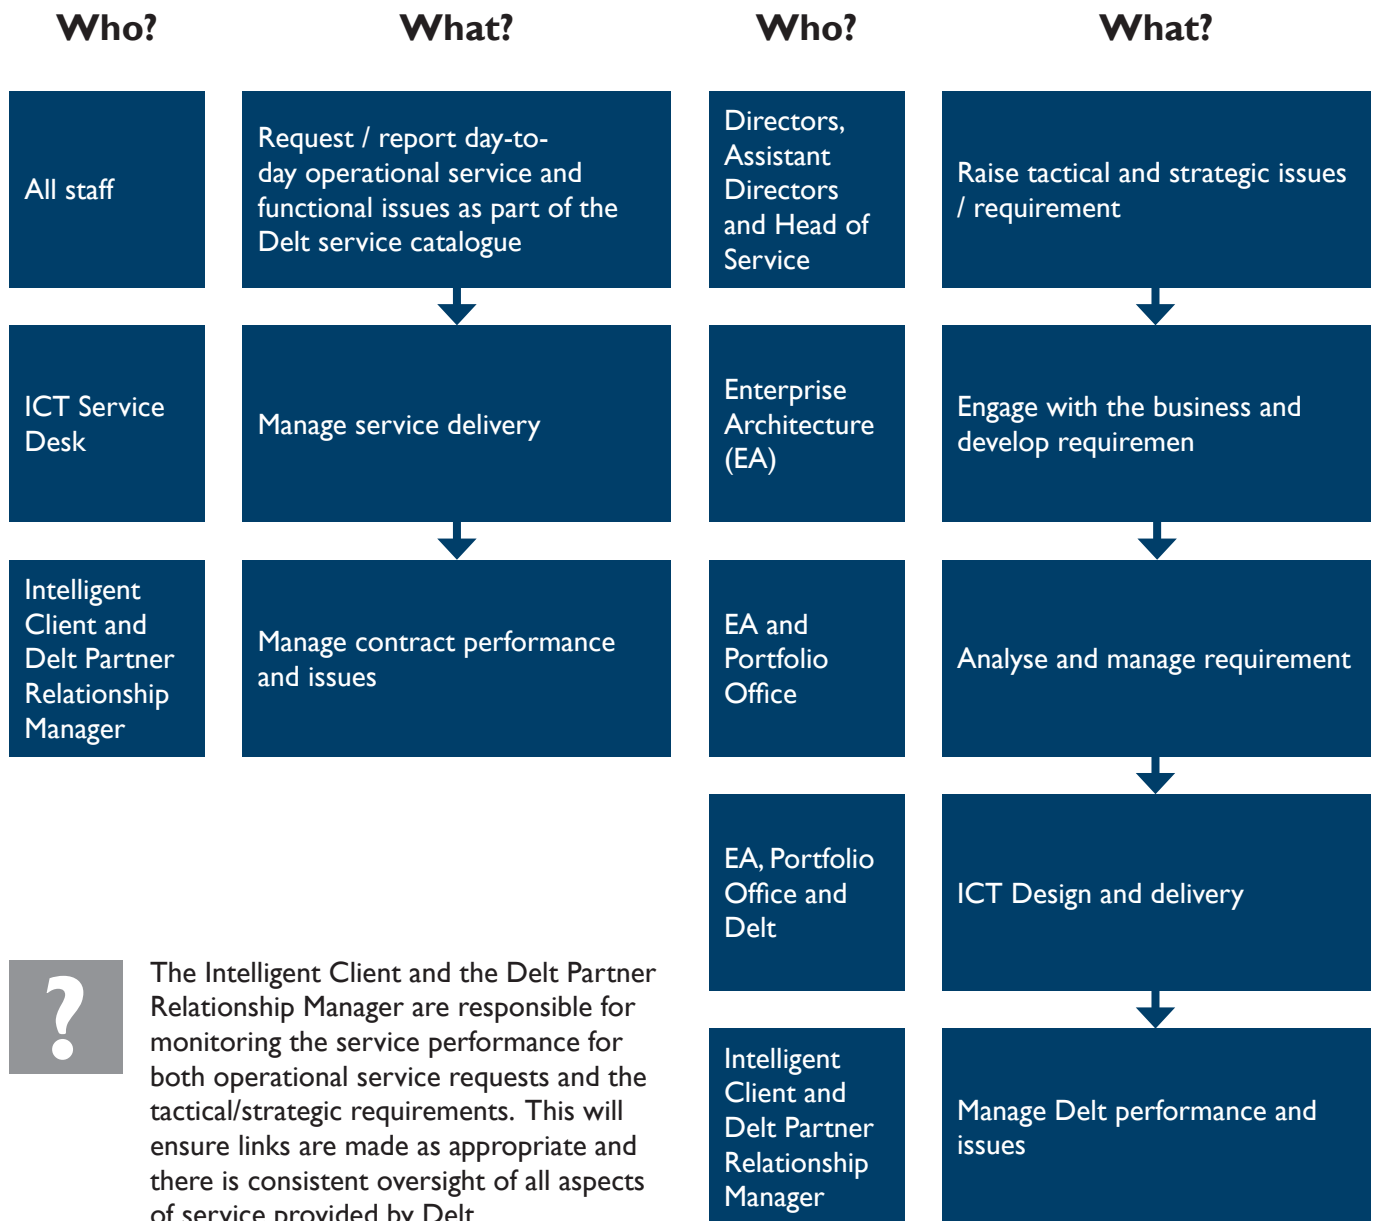 Who?
What?
All staff
Request / report day-to-
day operational service and
functional issues as part of the
Delt service catalogue
ICT Service
Desk
Manage service delivery
Intelligent
Client and
Delt Partner
Relationship
Manager
Manage contract performance
and issues
The Intelligent Client and the Delt Partner
Relationship Manager are responsible for
monitoring the service performance for
both operational service requests and the
tactical/strategic requirements. This will
ensure links are made as appropriate and
there is consistent oversight of all aspects
of service provided by Delt
?
Who?
What?
Directors,
Assistant
Directors
and Head of
Service
Raise tactical and strategic issues
/ requirement
Enterprise
Architecture
(EA)
Engage with the business and
develop requiremen
EA and
Portfolio
Office
Analyse and manage requirement
EA, Portfolio
Office and
Delt
ICT Design and delivery
Intelligent
Client and
Delt Partner
Relationship
Manager
Manage Delt performance and
issues